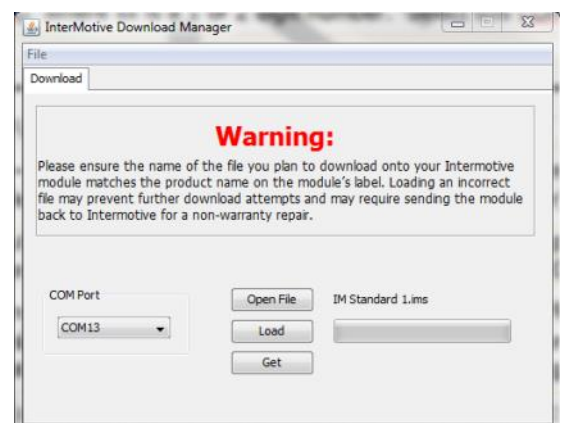 InterMotive Download Manager
File
Download
Warning:
Please ensure the name of the file you plan to download onto your Intermotive
module matches the product name on the module's label. Loading an incorrect
file may prevent further download attempts and may require sending the module
back to Intermotive for a non-warranty repair.
COM Port
Open File
IM Standard 1.ims
COM13
Load
Get